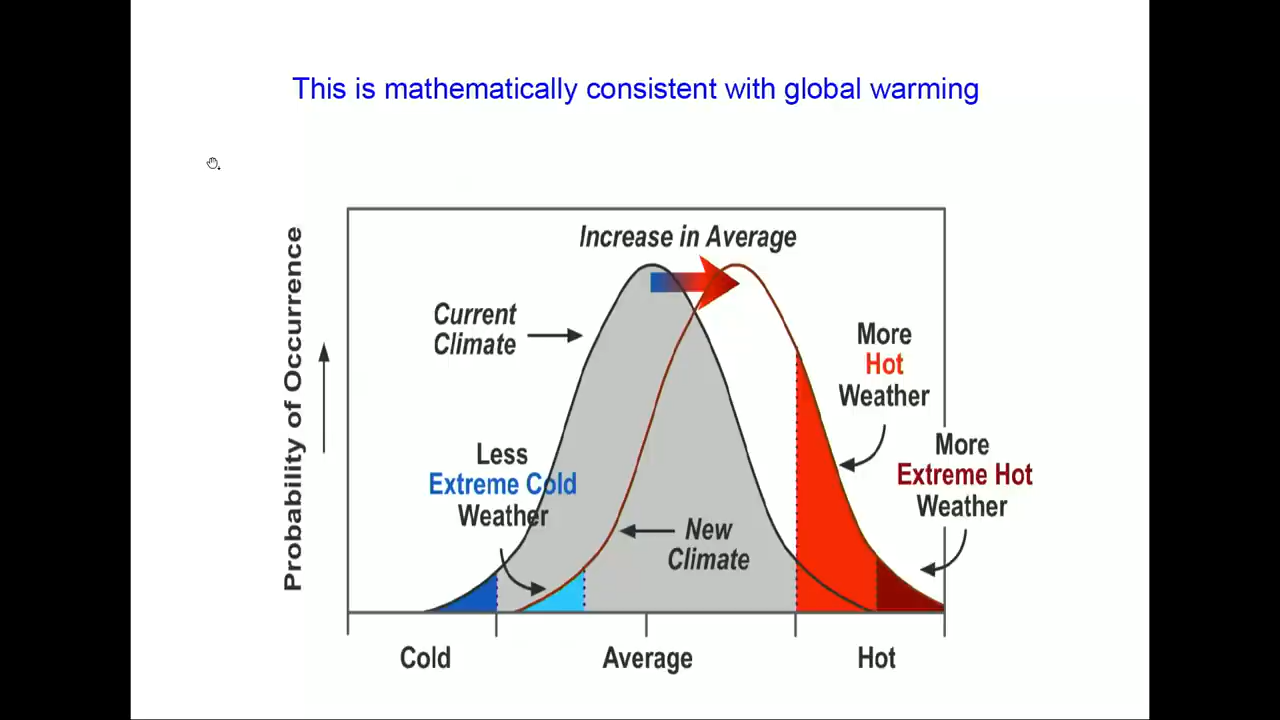 This is mathematically consistent with global warming
Increase in Average
Current
Climate
More
Hot
Weather
More
Extreme Hot
Weather
Less
Extreme Cold
Weather
New
Climate
Probability of Occurrence
Cold
Average
Hot